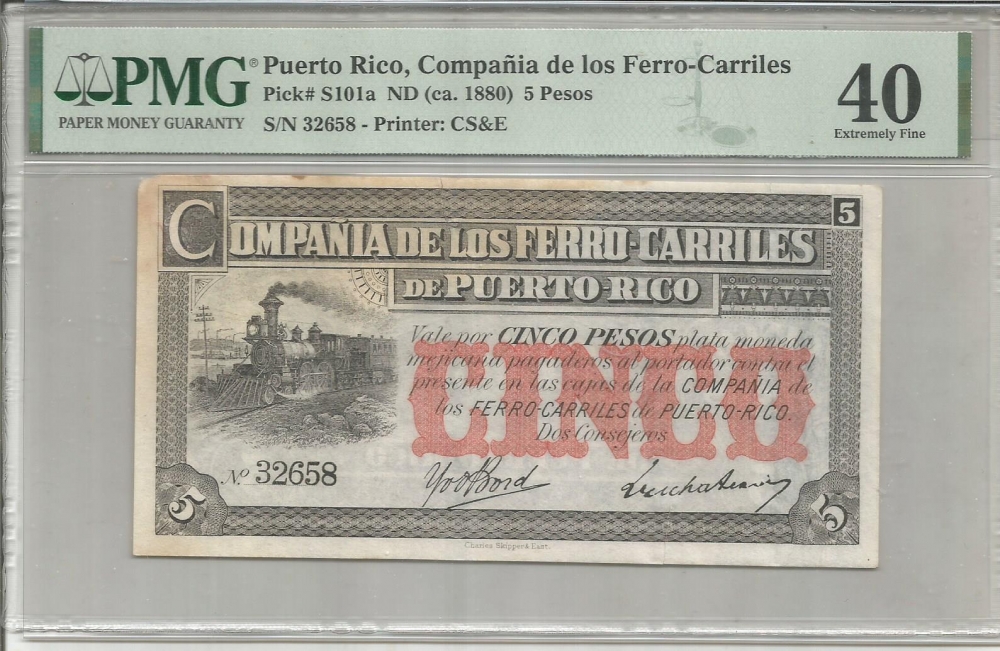 PMG®
PAPER MONEY GUARANTY
Puerto Rico, Compañia de los Ferro-Carriles
Pick# S101a ND (ca. 1880) 5 Pesos
S/N 32658 - Printer: CS&E
40
Extremely Fine
COMPAÑIA DE LOS FERRO-CARRILES
5
DE PUERTO-RICO
Vale por CINCO PESOS plata moneda
mejicana pagaderos al portador contra el
presente en las cajas de la COMPAÑIA de
los FERRO-CARRILES de PUERTO-RICO.
CINCO
Dos Consejeros
Nº 32658
5
5
Charles Skipper & East.